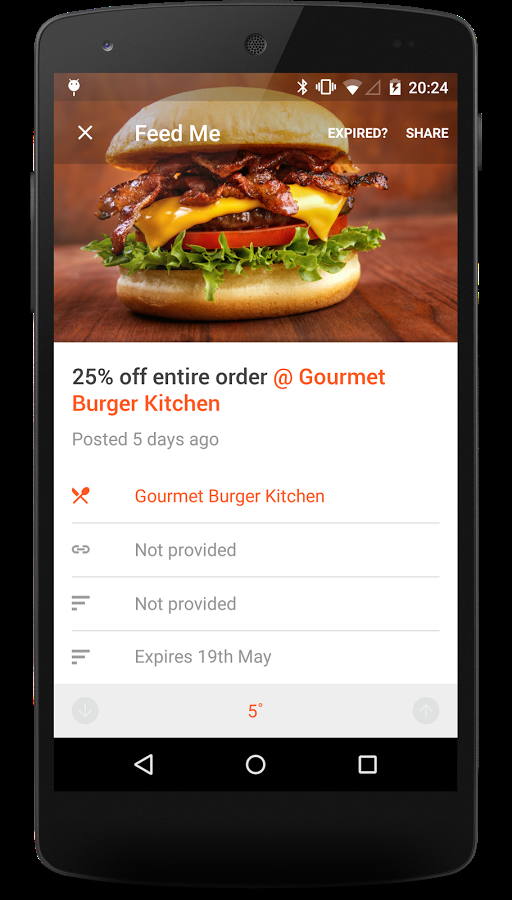 20:24
Feed Me EXPIRED? SHARE
25% off entire order @ Gourmet
Burger Kitchen
Posted 5 days ago
Gourmet Burger Kitchen
Not provided
Not provided
Expires 19th May
5°